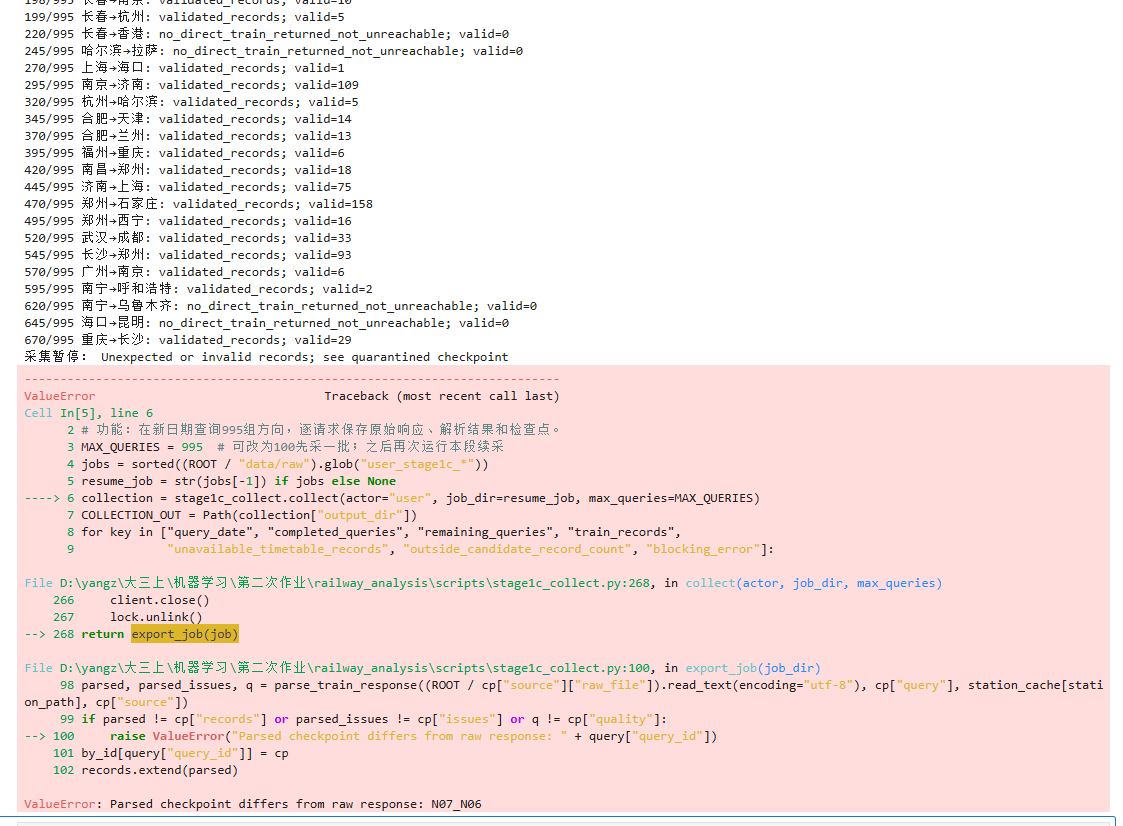 198/995 长春→南京: validated_records; valid=10
199/995 长春→杭州: validated_records; valid=5
220/995 长春→香港: no_direct_train_returned_not_unreachable; valid=0
245/995 哈尔滨→拉萨: no_direct_train_returned_not_unreachable; valid=0
270/995 上海→海口: validated_records; valid=1
295/995 南京→济南: validated_records; valid=109
320/995 杭州→哈尔滨: validated_records; valid=5
345/995 合肥→天津: validated_records; valid=14
370/995 合肥→兰州: validated_records; valid=13
395/995 福州→重庆: validated_records; valid=6
420/995 南昌→郑州: validated_records; valid=18
445/995 济南→上海: validated_records; valid=75
470/995 郑州→石家庄: validated_records; valid=158
495/995 郑州→西宁: validated_records; valid=16
520/995 武汉→成都: validated_records; valid=33
545/995 长沙→郑州: validated_records; valid=93
570/995 广州→南京: validated_records; valid=6
595/995 南宁→呼和浩特: validated_records; valid=2
620/995 南宁→乌鲁木齐: no_direct_train_returned_not_unreachable; valid=0
645/995 海口→昆明: no_direct_train_returned_not_unreachable; valid=0
670/995 重庆→长沙: validated_records; valid=29
采集暂停: Unexpected or invalid records; see quarantined checkpoint
---------------------------------------------------------------------------
ValueError Traceback (most recent call last)
Cell In[5], line 6
2 # 功能: 在新日期查询995组方向，逐请求保存原始响应、解析结果和检查点。
3 MAX_QUERIES = 995 # 可改为100先采一批；之后再次运行本段续采
4 jobs = sorted((ROOT / "data/raw").glob("user_stage1c_*"))
5 resume_job = str(jobs[-1]) if jobs else None
----> 6 collection = stage1c_collect.collect(actor="user", job_dir=resume_job, max_queries=MAX_QUERIES)
7 COLLECTION_OUT = Path(collection["output_dir"])
8 for key in ["query_date", "completed_queries", "remaining_queries", "train_records",
9 "unavailable_timetable_records", "outside_candidate_record_count", "blocking_error"]:
File D:\yangz\大三上\机器学习\第二次作业\railway_analysis\scripts\stage1c_collect.py:268, in collect(actor, job_dir, max_queries)
266 client.close()
267 lock.unlink()
--> 268 return export_job(job)
File D:\yangz\大三上\机器学习\第二次作业\railway_analysis\scripts\stage1c_collect.py:100, in export_job(job_dir)
98 parsed, parsed_issues, q = parse_train_response((ROOT / cp["source"]["raw_file"]).read_text(encoding="utf-8"), cp["query"], station_cache[stati
on_path], cp["source"])
99 if parsed != cp["records"] or parsed_issues != cp["issues"] or q != cp["quality"]:
--> 100 raise ValueError("Parsed checkpoint differs from raw response: " + query["query_id"])
101 by_id[query["query_id"]] = cp
102 records.extend(parsed)
ValueError: Parsed checkpoint differs from raw response: N07_N06